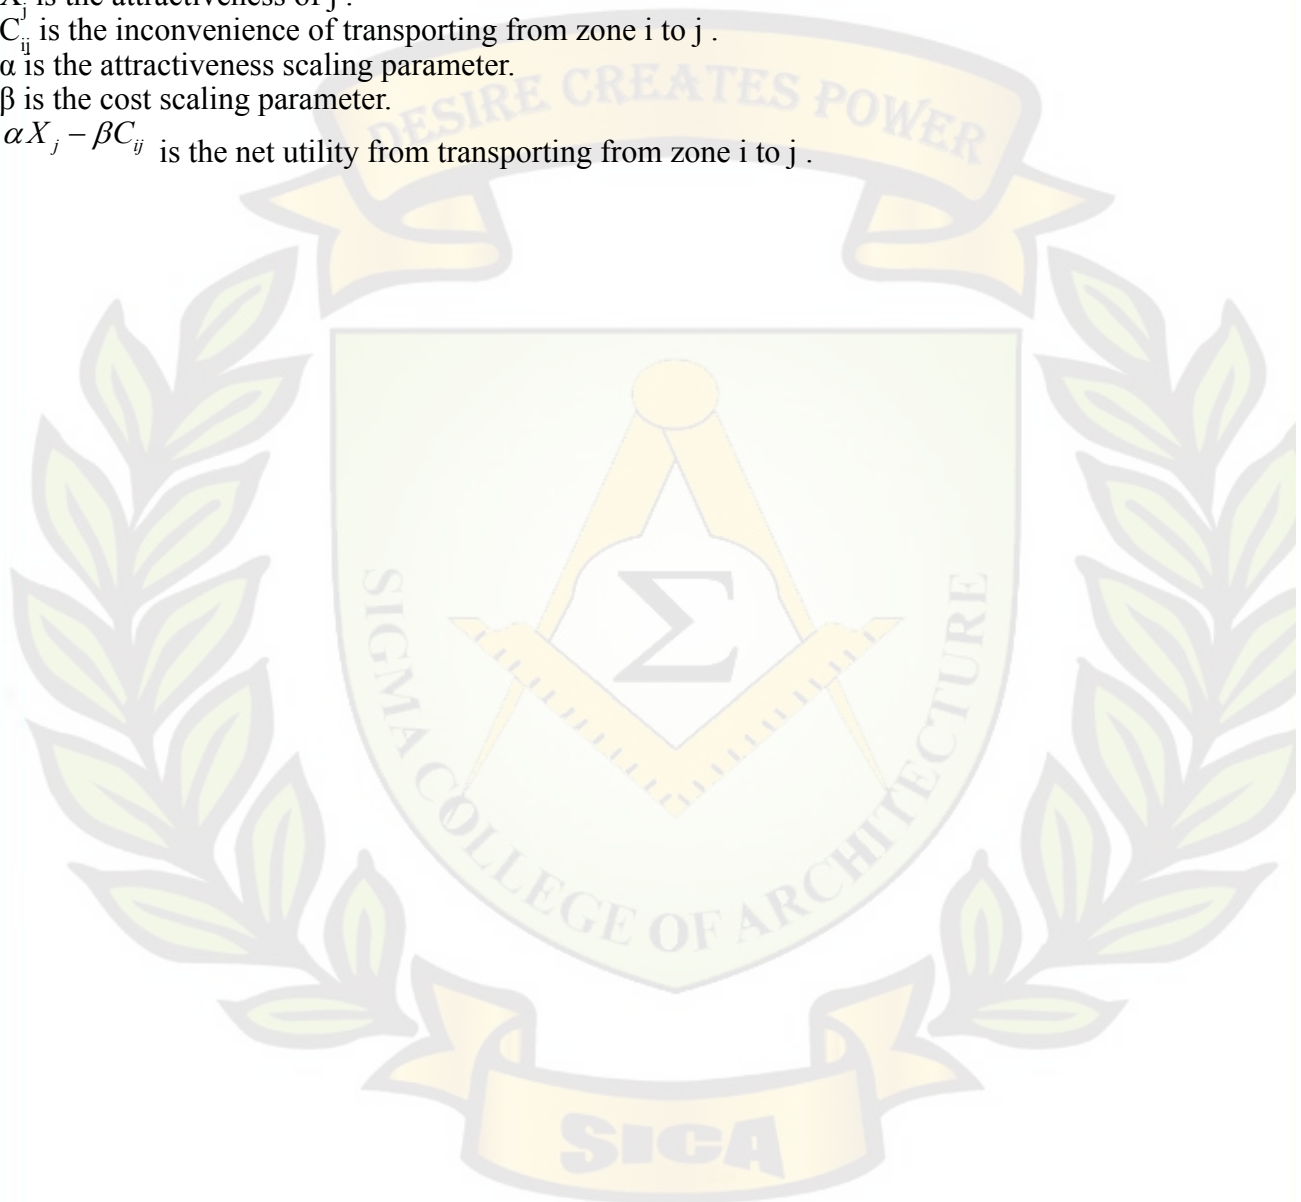 X_j is the attractiveness of j .
C_ij is the inconvenience of transporting from zone i to j .
α is the attractiveness scaling parameter.
β is the cost scaling parameter.
αX_j − βC_ij is the net utility from transporting from zone i to j .
DESIRE CREATES POWER
Σ
SIGMA COLLEGE OF ARCHITECTURE
SICA